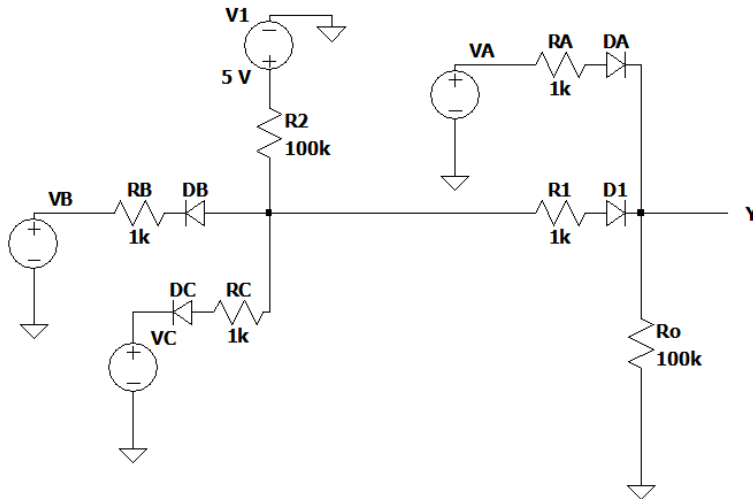 V1
5 V
R2
100k
VA
RA
1k
DA
VB
RB
1k
DB
R1
1k
D1
Y
DC
RC
1k
VC
Ro
100k